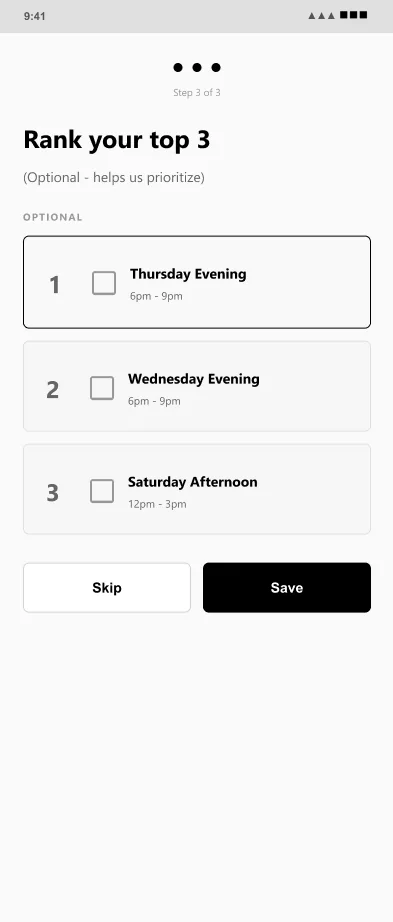 9:41
Step 3 of 3
Rank your top 3
(Optional - helps us prioritize)
OPTIONAL
1
Thursday Evening
6pm - 9pm
2
Wednesday Evening
6pm - 9pm
3
Saturday Afternoon
12pm - 3pm
Skip
Save